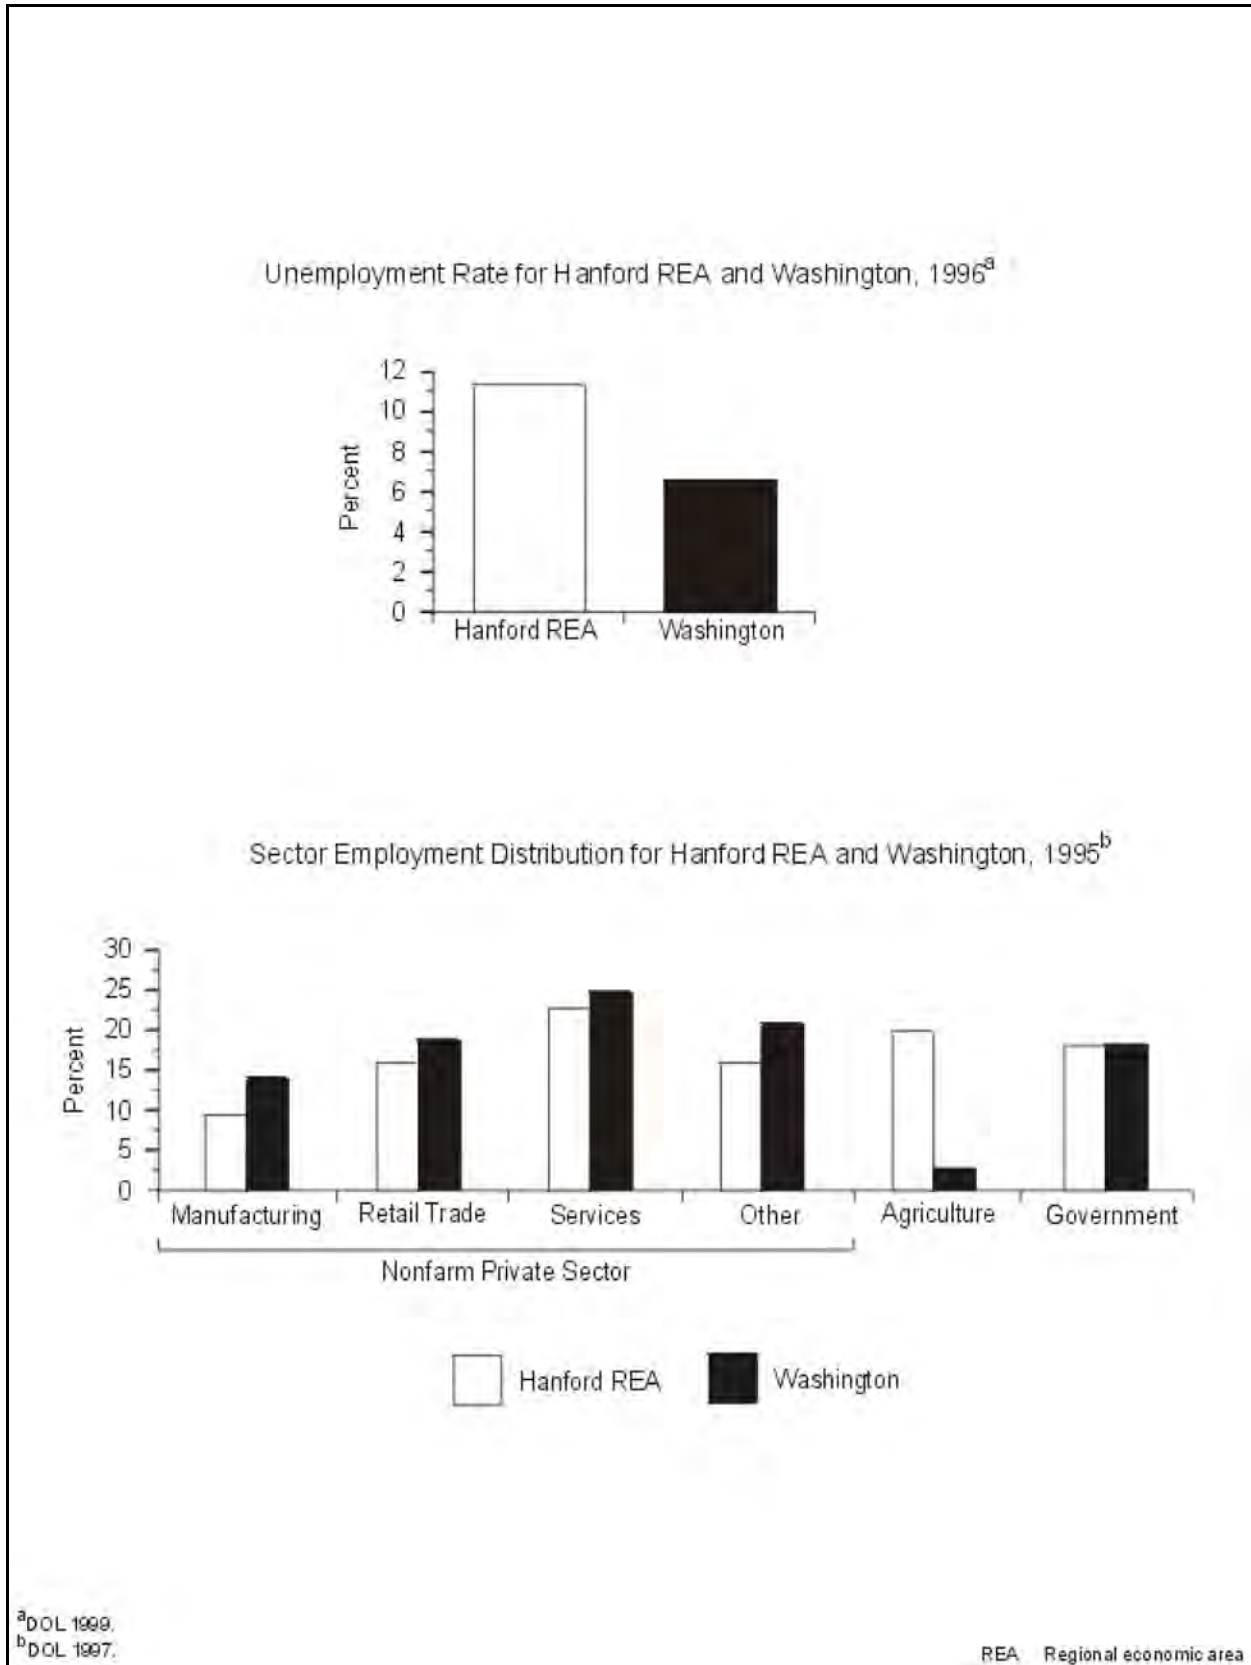 Unemployment Rate for Hanford REA and Washington, 1996a
12
10
8
6
4
2
0
Percent
Hanford REA Washington
Sector Employment Distribution for Hanford REA and Washington, 1995b
30
25
20
15
10
5
0
Percent
Manufacturing Retail Trade Services Other Agriculture Government
Nonfarm Private Sector
Hanford REA Washington
aDOL 1999.
bDOL 1997.
REA Regional economic area